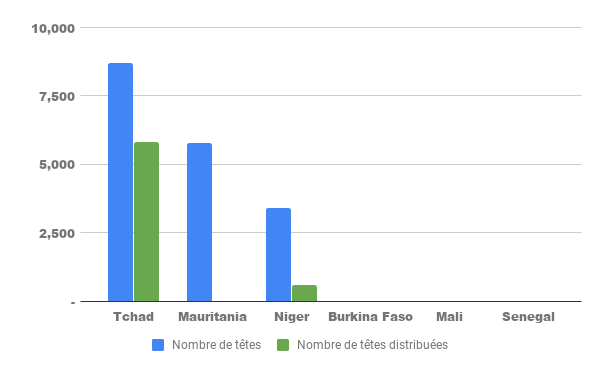 10,000
7,500
5,000
2,500
-
Tchad Mauritania Niger Burkina Faso Mali Senegal
Nombre de têtes Nombre de têtes distribuées